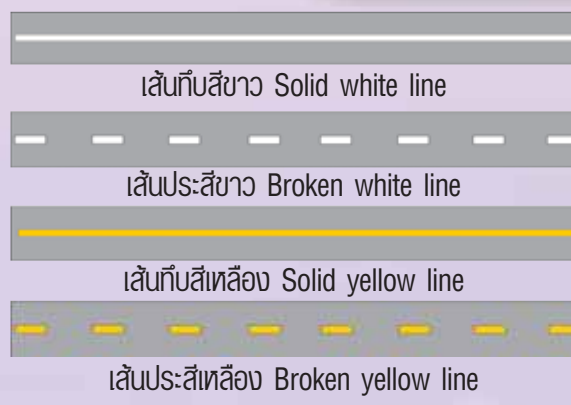 เส้นทึบสีขาว Solid white line
เส้นประสีขาว Broken white line
เส้นทึบสีเหลือง Solid yellow line
เส้นประสีเหลือง Broken yellow line